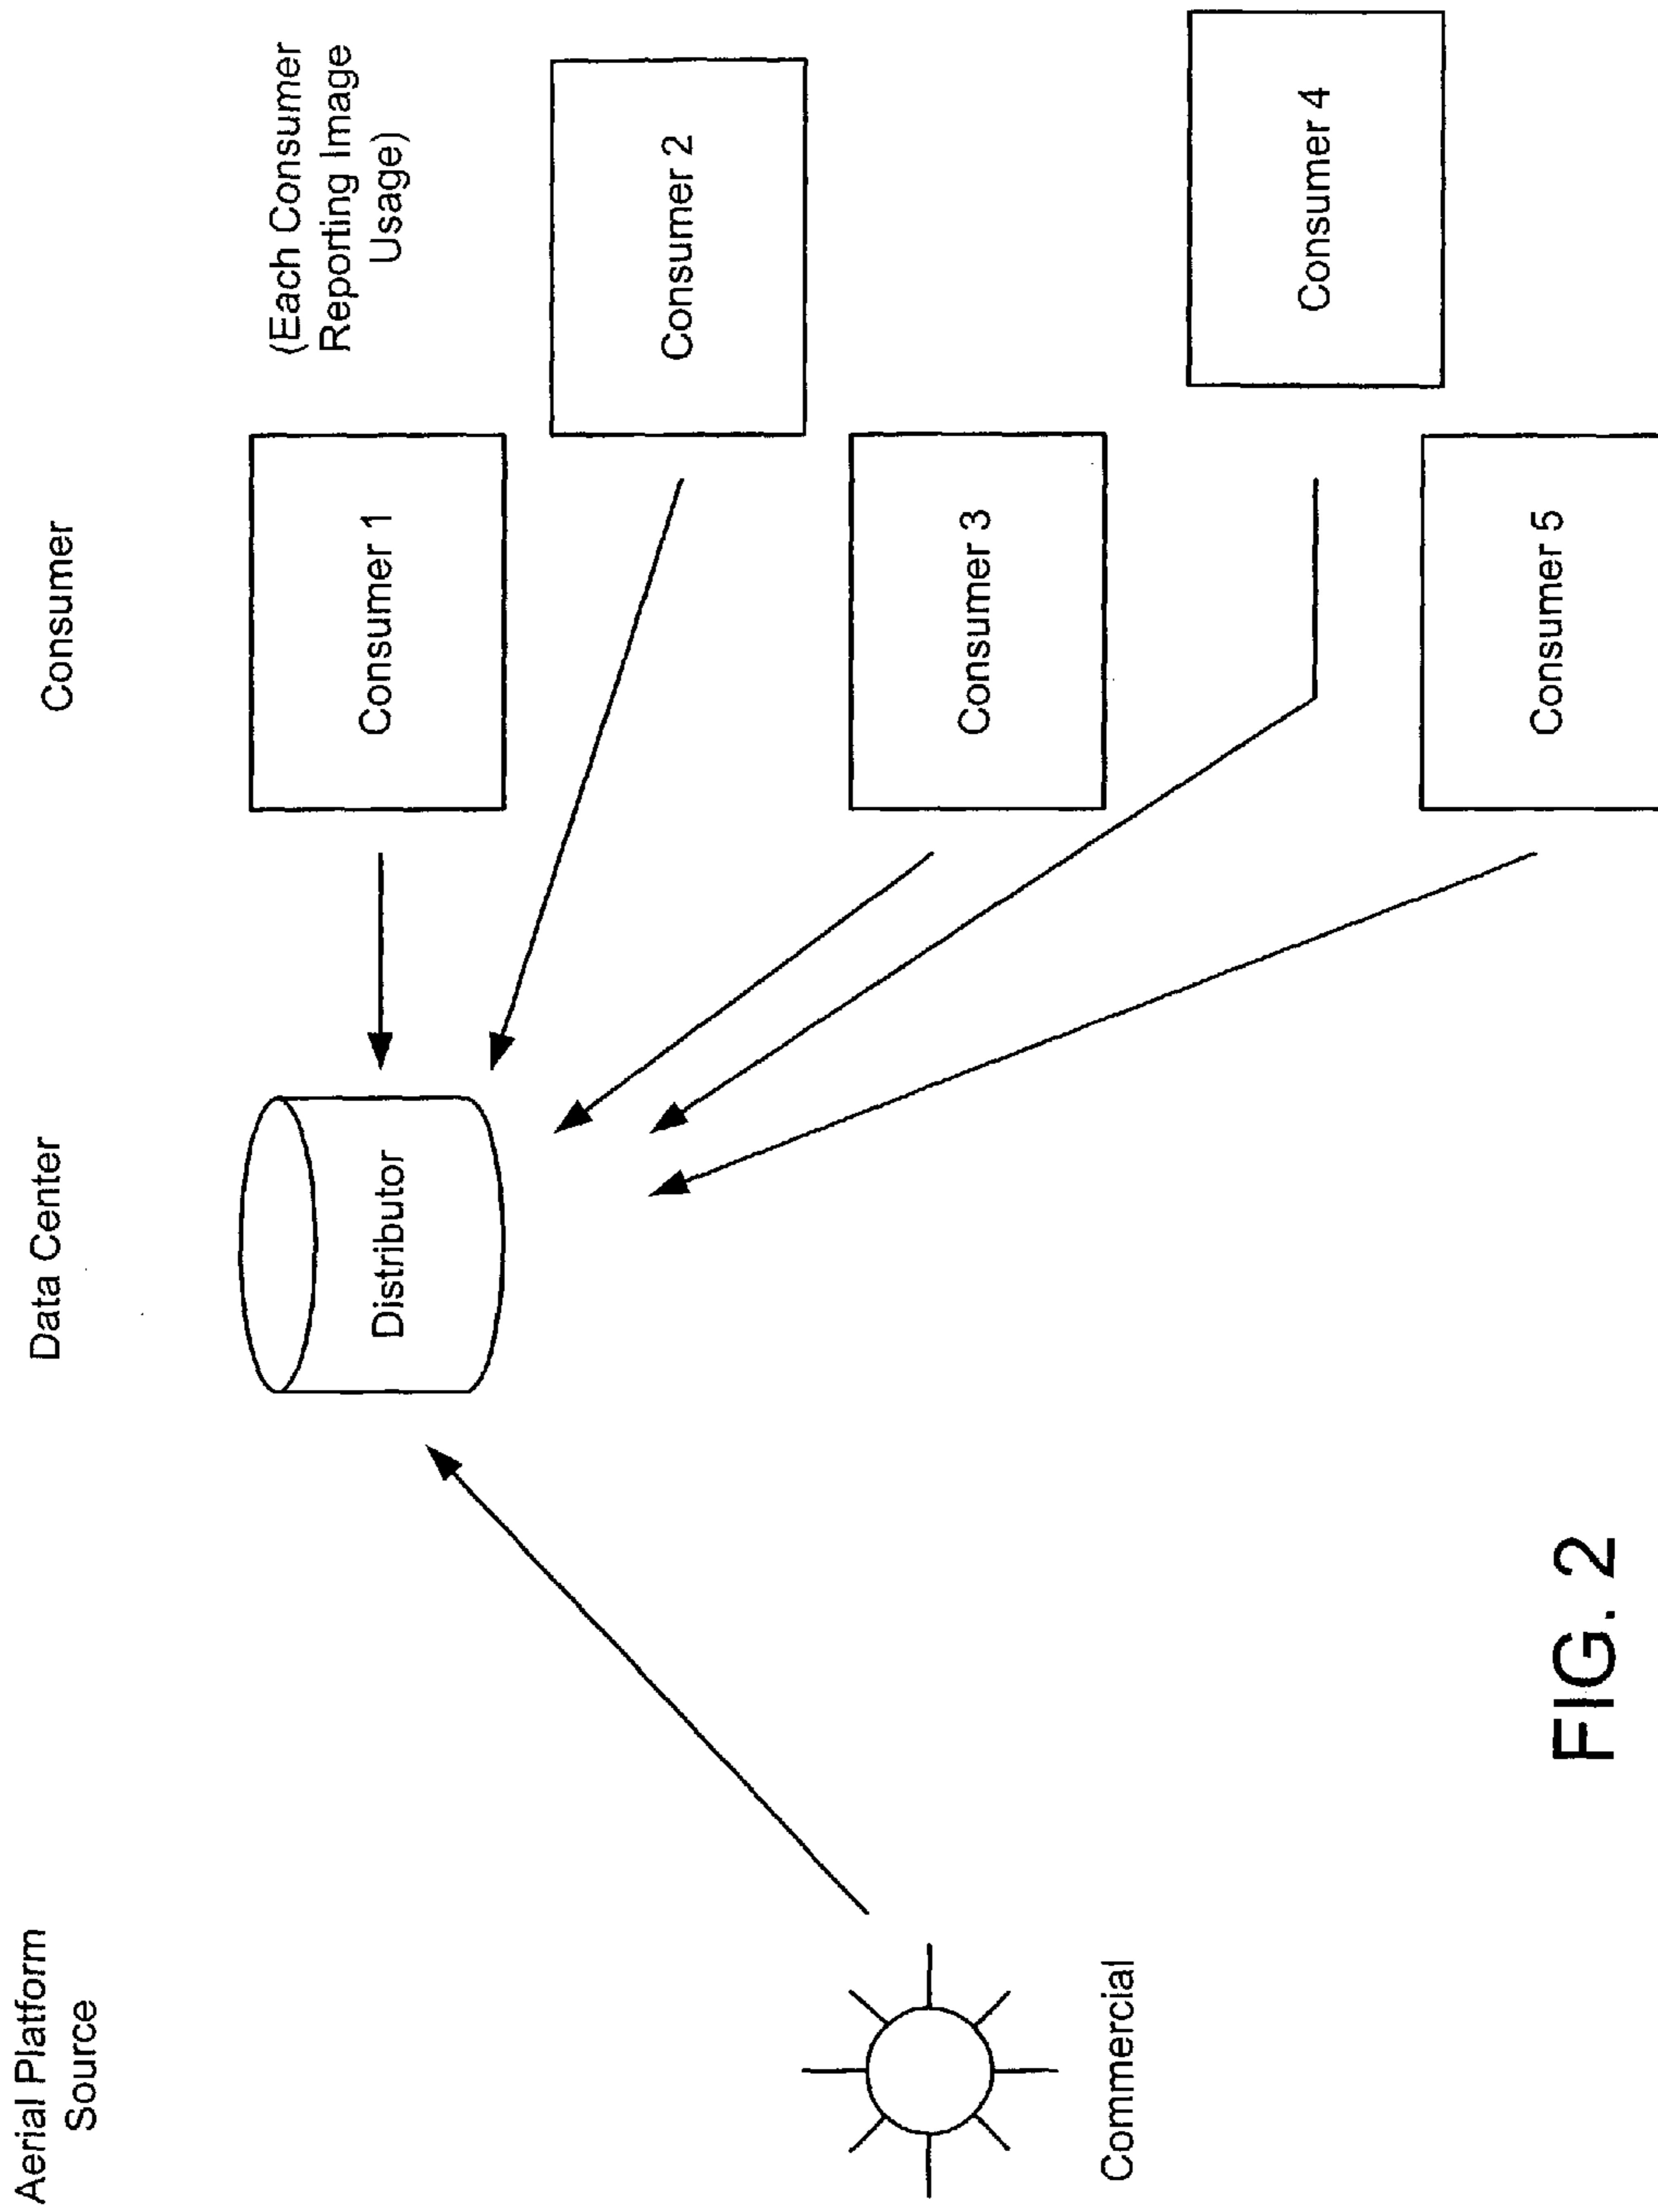 Aerial Platform
Source
Data Center
Consumer
(Each Consumer
Reporting Image
Usage)
Distributor
Consumer 1
Consumer 2
Consumer 3
Consumer 4
Consumer 5
Commercial
FIG. 2